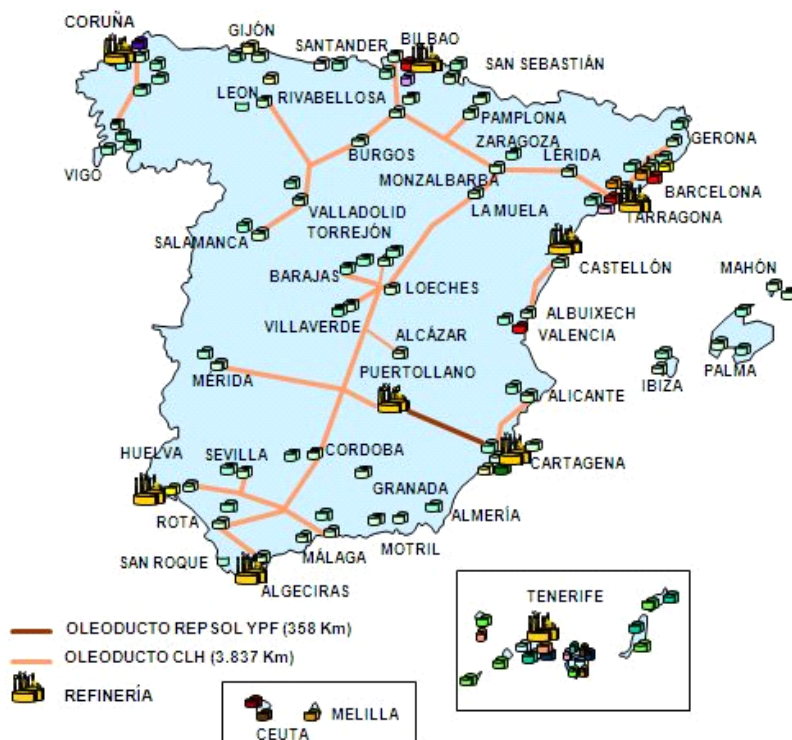 CORUÑA
GIJÓN
SANTANDER
BILBAO
SAN SEBASTIÁN
LEON
RIVABELLOSA
PAMPLONA
ZARAGOZA
LÉRIDA
GERONA
VIGO
BURGOS
MONZALBARBA
BARCELONA
VALLADOLID
LA MUELA
TARRAGONA
SALAMANCA
TORREJÓN
BARAJAS
LOECHES
CASTELLÓN
MAHÓN
VILLAVERDE
ALCÁZAR
ALBUIXECH
VALENCIA
PALMA
IBIZA
MÉRIDA
PUERTOLLANO
ALICANTE
HUELVA
SEVILLA
CORDOBA
CARTAGENA
GRANADA
ROTA
ALMERÍA
MOTRIL
MÁLAGA
SAN ROQUE
ALGECIRAS
TENERIFE
OLEODUCTO REPSOL YPF (358 Km)
OLEODUCTO CLH (3.837 Km)
REFINERÍA
MELILLA
CEUTA